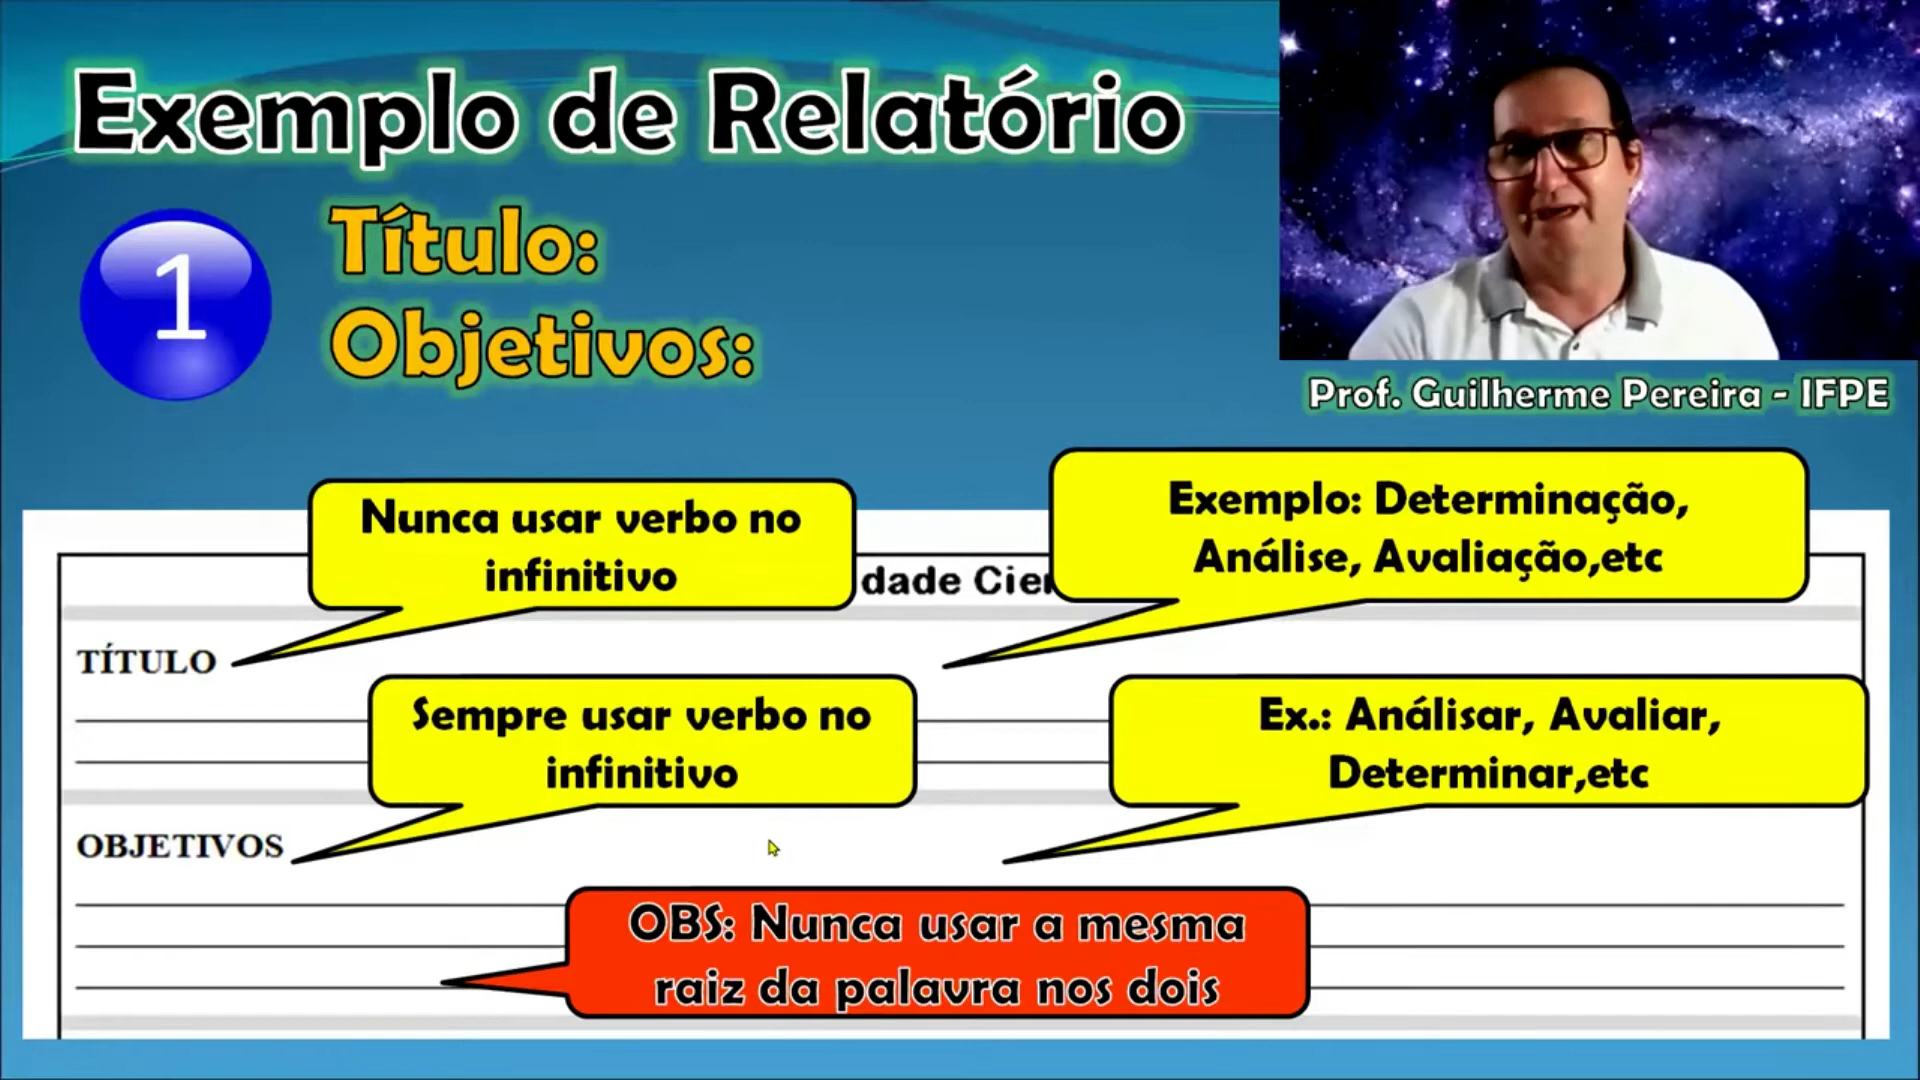 Exemplo de Relatório
1
Título:
Objetivos:
Prof. Guilherme Pereira - IFPE
Nunca usar verbo no
infinitivo
Exemplo: Determinação,
Análise, Avaliação,etc
dade Cien
TÍTULO
Sempre usar verbo no
infinitivo
Ex.: Análisar, Avaliar,
Determinar,etc
OBJETIVOS
OBS: Nunca usar a mesma
raiz da palavra nos dois